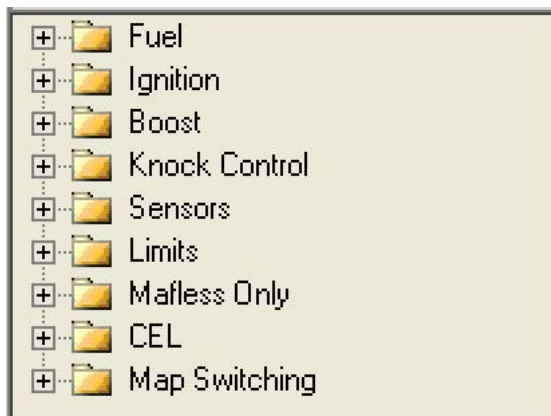 Fuel
Ignition
Boost
Knock Control
Sensors
Limits
Mafless Only
CEL
Map Switching